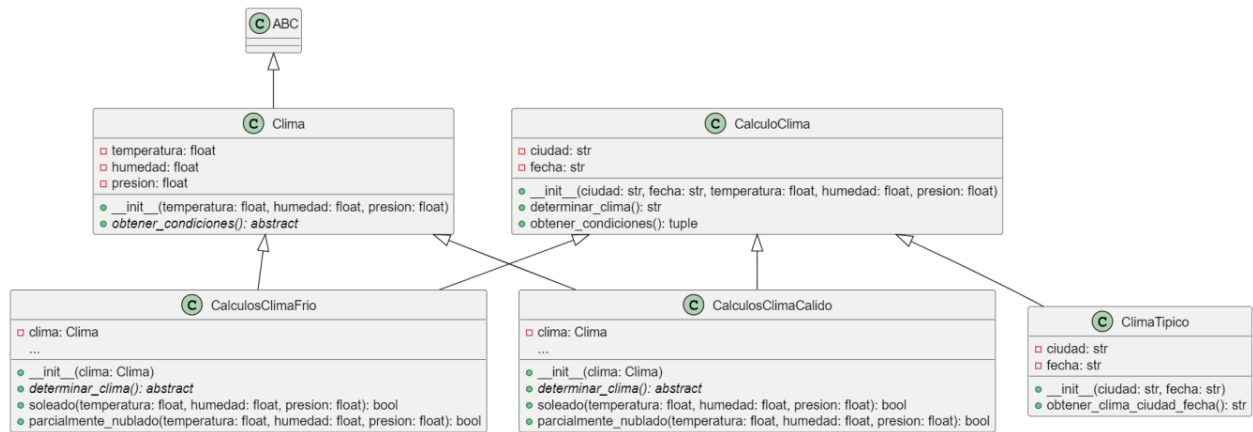 C ABC
C Clima
temperatura: float
humedad: float
presion: float
__init__(temperatura: float, humedad: float, presion: float)
obtener_condiciones(): abstract
C CalculoClima
ciudad: str
fecha: str
__init__(ciudad: str, fecha: str, temperatura: float, humedad: float, presion: float)
determinar_clima(): str
obtener_condiciones(): tuple
C CalculosClimaFrio
clima: Clima
...
__init__(clima: Clima)
determinar_clima(): abstract
soleado(temperatura: float, humedad: float, presion: float): bool
parcialmente_nublado(temperatura: float, humedad: float, presion: float): bool
C CalculosClimaCalido
clima: Clima
...
__init__(clima: Clima)
determinar_clima(): abstract
soleado(temperatura: float, humedad: float, presion: float): bool
parcialmente_nublado(temperatura: float, humedad: float, presion: float): bool
C ClimaTipico
ciudad: str
fecha: str
__init__(ciudad: str, fecha: str)
obtener_clima_ciudad_fecha(): str